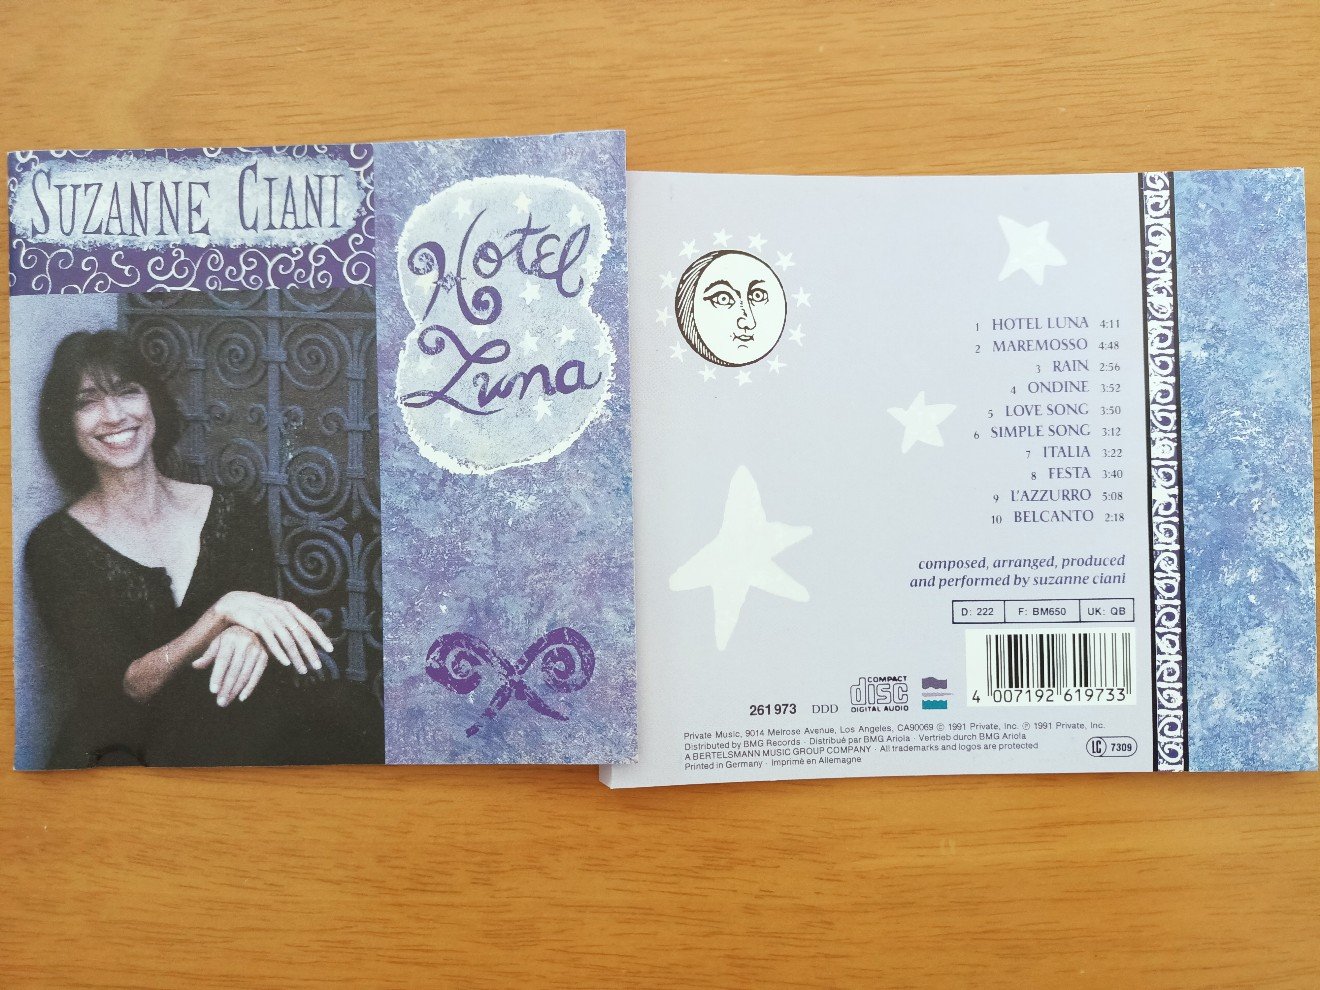 SUZANNE CIANI
Hotel
Luna
1 HOTEL LUNA 4:11
2 MAREMOSSO 4:48
3 RAIN 2:56
4 ONDINE 3:52
5 LOVE SONG 3:50
6 SIMPLE SONG 3:12
7 ITALIA 3:22
8 FESTA 3:40
9 L'AZZURRO 5:08
10 BELCANTO 2:18
composed, arranged, produced
and performed by suzanne ciani
D: 222 F: BM650 UK: QB
4 007192 619733
261 973 DDD COMPACT disc DIGITAL AUDIO
Private Music, 9014 Melrose Avenue, Los Angeles, CA90069 © 1991 Private, Inc. ℗ 1991 Private, Inc.
Distributed by BMG Records · Distribué par BMG Ariola · Vertrieb durch BMG Ariola
A BERTELSMANN MUSIC GROUP COMPANY · All trademarks and logos are protected
Printed in Germany · Imprimé en Allemagne
LC 7309